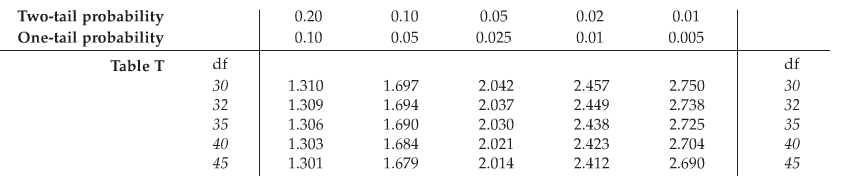 Two-tail probability 0.20 0.10 0.05 0.02 0.01
One-tail probability 0.10 0.05 0.025 0.01 0.005
Table T df df
30 1.310 1.697 2.042 2.457 2.750 30
32 1.309 1.694 2.037 2.449 2.738 32
35 1.306 1.690 2.030 2.438 2.725 35
40 1.303 1.684 2.021 2.423 2.704 40
45 1.301 1.679 2.014 2.412 2.690 45